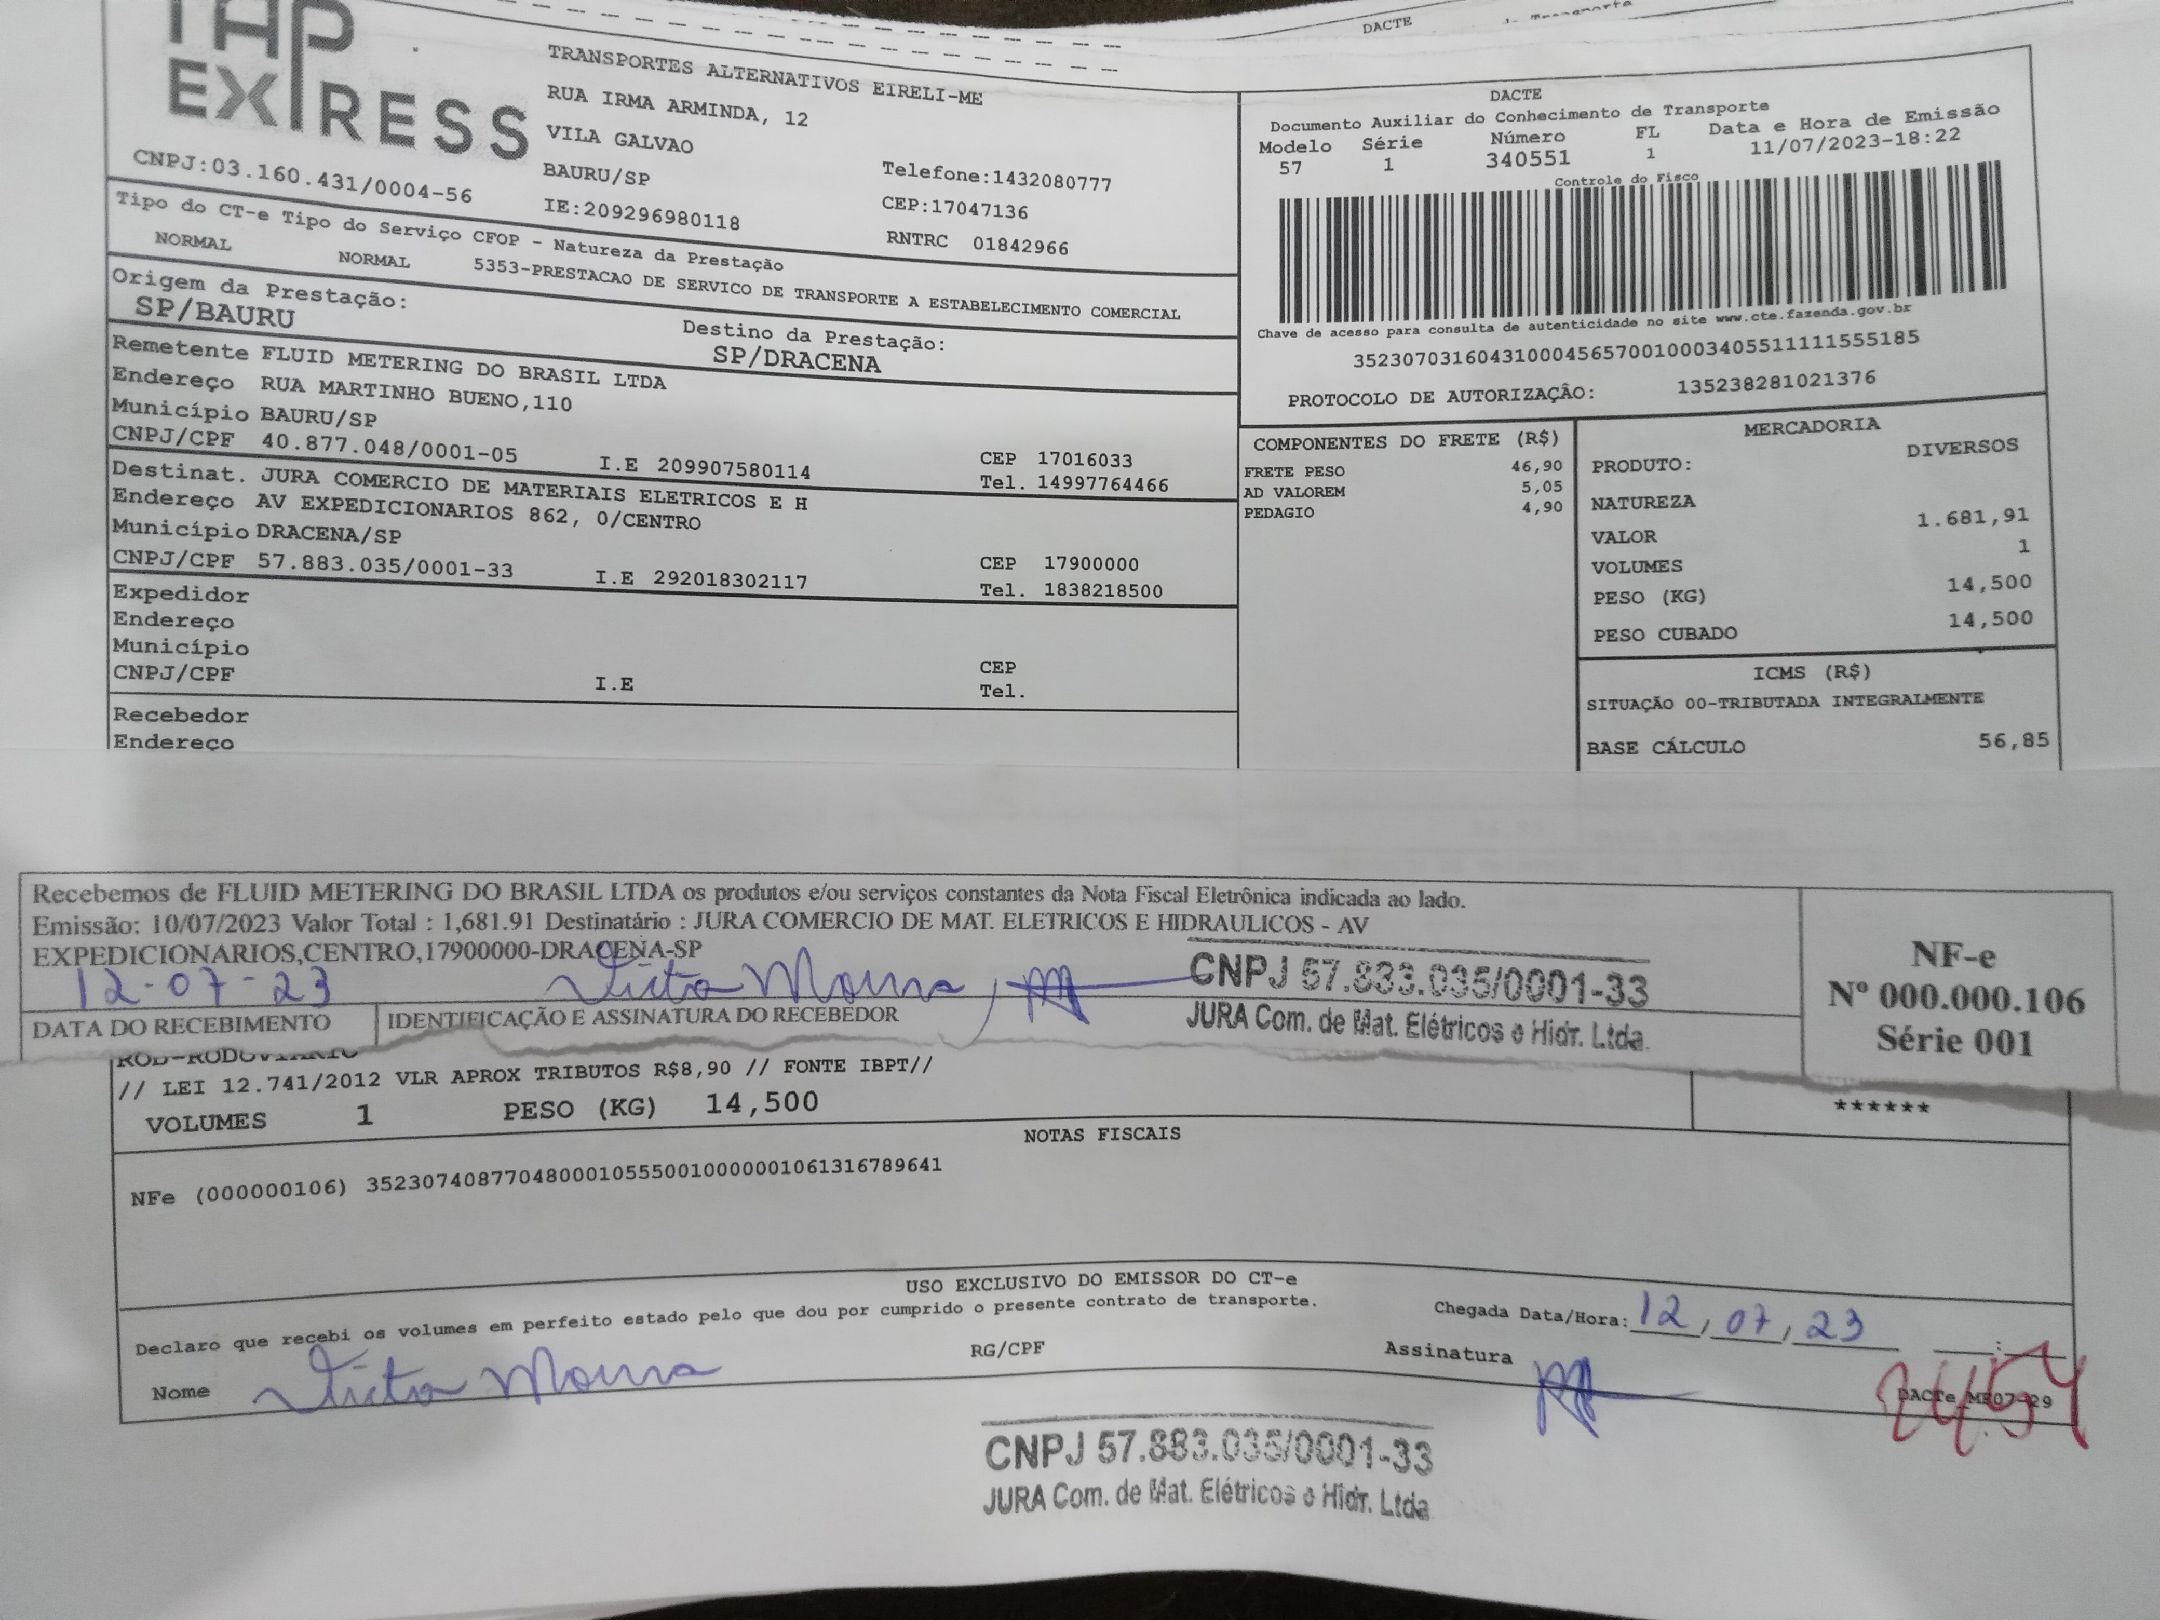 DACTE
TAP
EXPRESS
TRANSPORTES ALTERNATIVOS EIRELI-ME
RUA IRMA ARMINDA, 12
VILA GALVAO
BAURU/SP
Telefone:1432080777
CNPJ:03.160.431/0004-56
IE:209296980118
CEP:17047136
RNTRC 01842966
DACTE
Documento Auxiliar do Conhecimento de Transporte
Modelo Série Número FL Data e Hora de Emissão
57 1 340551 1 11/07/2023-18:22
Controle do Fisco
Chave de acesso para consulta de autenticidade no site www.cte.fazenda.gov.br
35230703160431000456570010003405511111555185
PROTOCOLO DE AUTORIZAÇÃO: 135238281021376
Tipo do CT-e Tipo do Serviço CFOP - Natureza da Prestação
NORMAL NORMAL 5353-PRESTACAO DE SERVICO DE TRANSPORTE A ESTABELECIMENTO COMERCIAL
Origem da Prestação: Destino da Prestação:
SP/BAURU SP/DRACENA
Remetente FLUID METERING DO BRASIL LTDA
Endereço RUA MARTINHO BUENO,110
Município BAURU/SP CEP 17016033
CNPJ/CPF 40.877.048/0001-05 I.E 209907580114 Tel. 14997764466
Destinat. JURA COMERCIO DE MATERIAIS ELETRICOS E H
Endereço AV EXPEDICIONARIOS 862, 0/CENTRO
Município DRACENA/SP CEP 17900000
CNPJ/CPF 57.883.035/0001-33 I.E 292018302117 Tel. 1838218500
Expedidor
Endereço
Município CEP
CNPJ/CPF I.E Tel.
Recebedor
Endereço
COMPONENTES DO FRETE (R$)
FRETE PESO 46,90
AD VALOREM 5,05
PEDAGIO 4,90
MERCADORIA
PRODUTO: DIVERSOS
NATUREZA
VALOR 1.681,91
VOLUMES 1
PESO (KG) 14,500
PESO CUBADO 14,500
ICMS (R$)
SITUAÇÃO 00-TRIBUTADA INTEGRALMENTE
BASE CÁLCULO 56,85
Recebemos de FLUID METERING DO BRASIL LTDA os produtos e/ou serviços constantes da Nota Fiscal Eletrônica indicada ao lado.
Emissão: 10/07/2023 Valor Total : 1,681.91 Destinatário : JURA COMERCIO DE MAT. ELETRICOS E HIDRAULICOS - AV
EXPEDICIONARIOS,CENTRO,17900000-DRACENA-SP
12-07-23
DATA DO RECEBIMENTO IDENTIFICAÇÃO E ASSINATURA DO RECEBEDOR
CNPJ 57.883.035/0001-33
JURA Com. de Mat. Elétricos e Hidr. Ltda.
NF-e
Nº 000.000.106
Série 001
ROD-RODOVIARIO
// LEI 12.741/2012 VLR APROX TRIBUTOS R$8,90 // FONTE IBPT//
VOLUMES 1 PESO (KG) 14,500
******
NOTAS FISCAIS
NFe (000000106) 35230740877048000105550010000001061316789641
USO EXCLUSIVO DO EMISSOR DO CT-e
Declaro que recebi os volumes em perfeito estado pelo que dou por cumprido o presente contrato de transporte.
Chegada Data/Hora: 12, 07, 23
Nome RG/CPF Assinatura
CNPJ 57.883.035/0001-33
JURA Com. de Mat. Elétricos e Hidr. Ltda